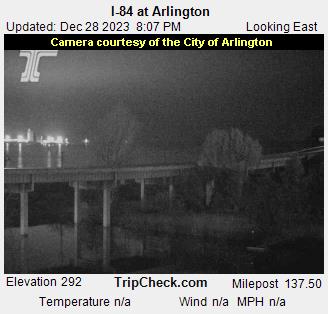 I-84 at Arlington
Updated: Dec 28 2023 8:07 PM Looking East
Camera courtesy of the City of Arlington
Elevation 292 TripCheck.com Milepost 137.50
Temperature n/a Wind n/a MPH n/a